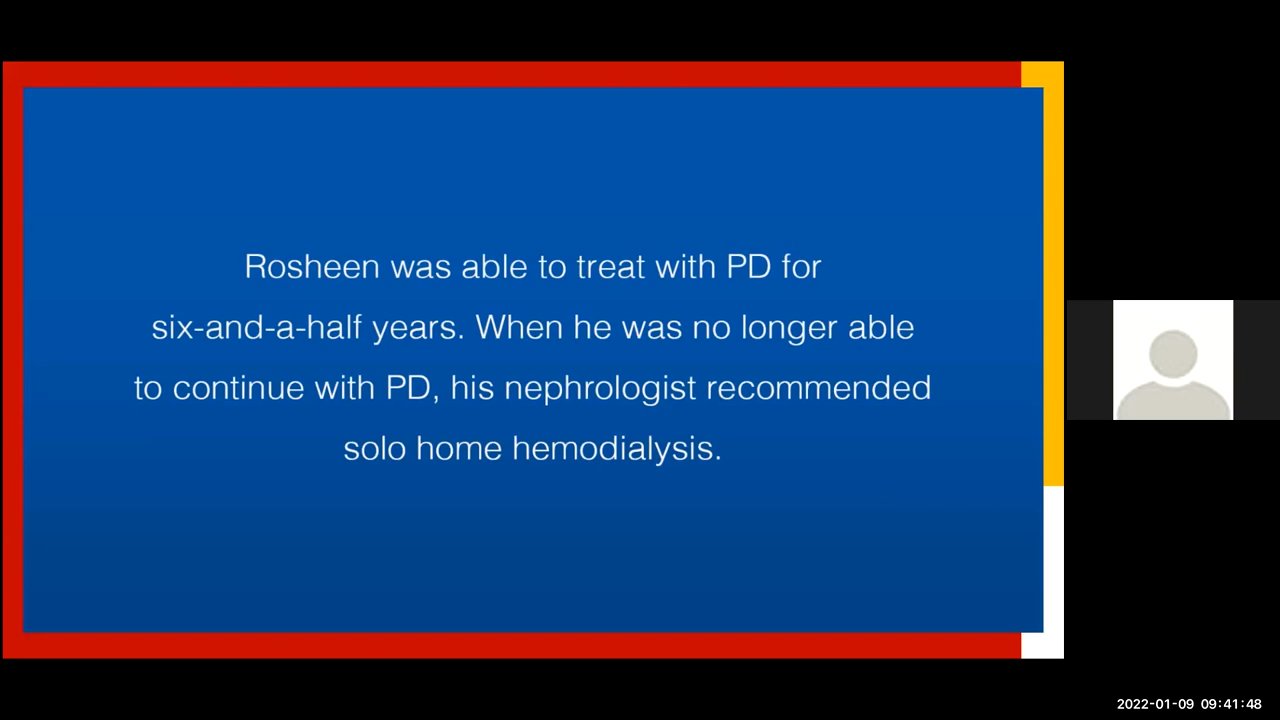 Rosheen was able to treat with PD for
six-and-a-half years. When he was no longer able
to continue with PD, his nephrologist recommended
solo home hemodialysis.
2022-01-09 09:41:48